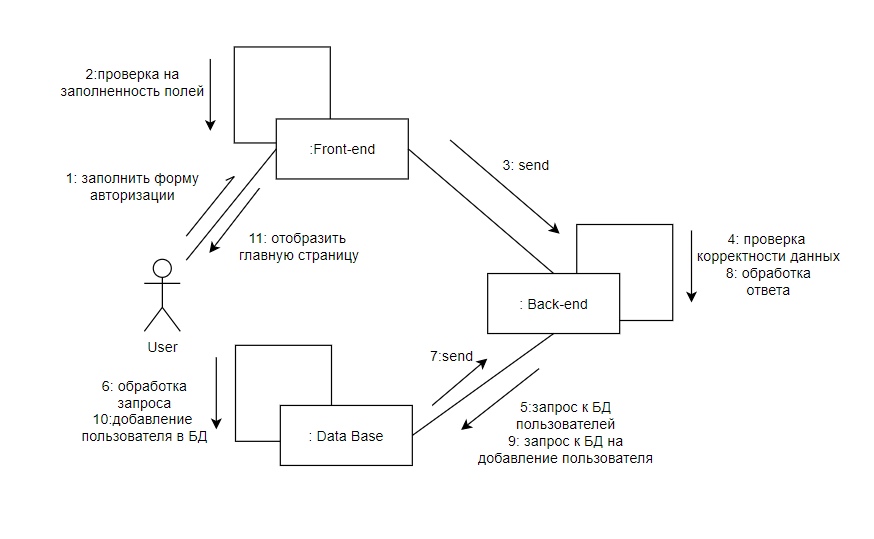 2:проверка на
заполненность полей
:Front-end
1: заполнить форму
авторизации
3: send
11: отобразить
главную страницу
4: проверка
корректности данных
8: обработка
ответа
: Back-end
User
7:send
6: обработка
запроса
10:добавление
пользователя в БД
: Data Base
5:запрос к БД
пользователей
9: запрос к БД на
добавление пользователя